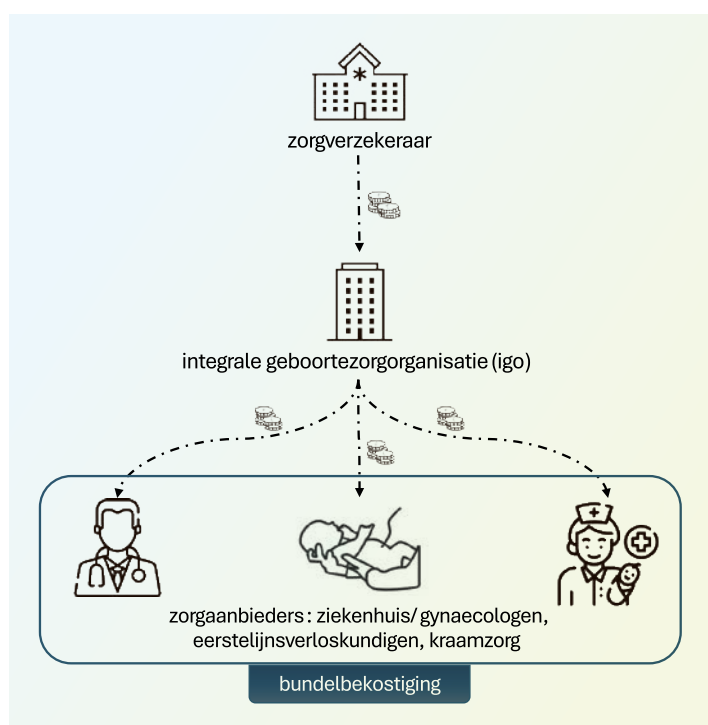 zorgverzekeraar
integrale geboortezorgorganisatie (igo)
zorgaanbieders: ziekenhuis/gynaecologen,
eerstelijnsverloskundigen, kraamzorg
bundelbekostiging